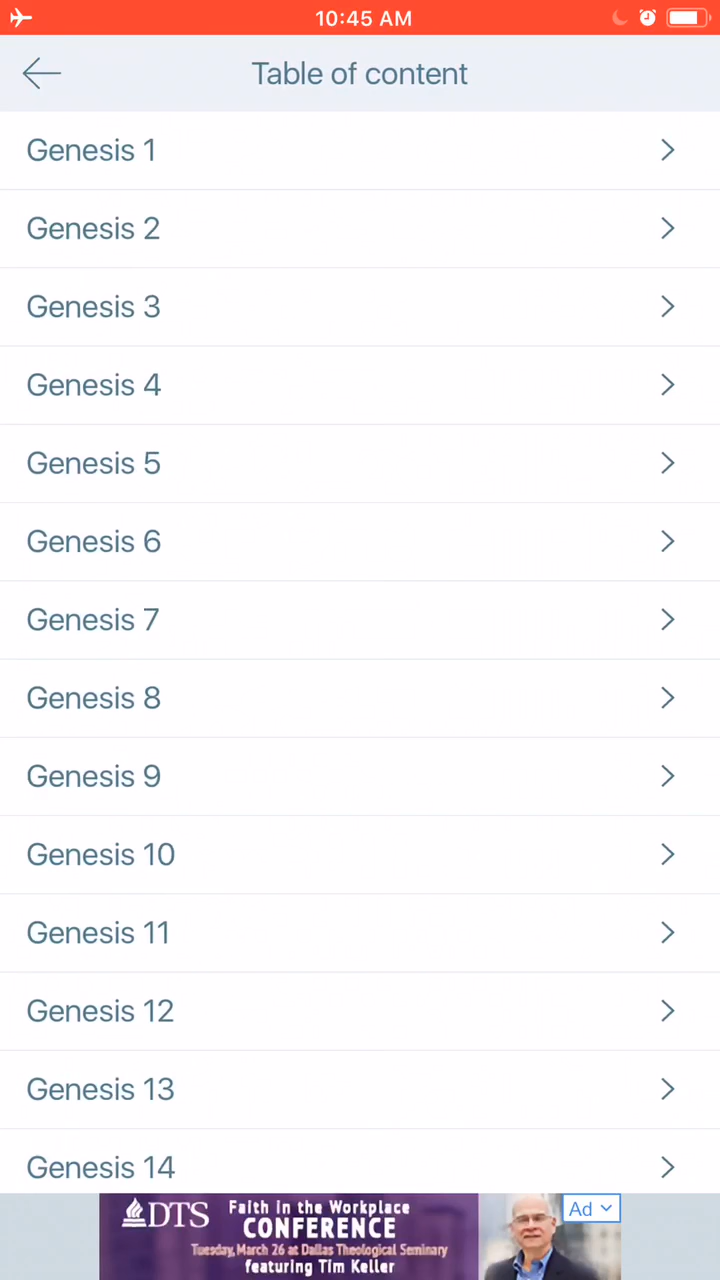 10:45 AM
Table of content
Genesis 1
Genesis 2
Genesis 3
Genesis 4
Genesis 5
Genesis 6
Genesis 7
Genesis 8
Genesis 9
Genesis 10
Genesis 11
Genesis 12
Genesis 13
Genesis 14
DTS
Faith in the Workplace
CONFERENCE
Tuesday, March 26 at Dallas Theological Seminary
featuring Tim Keller
Ad